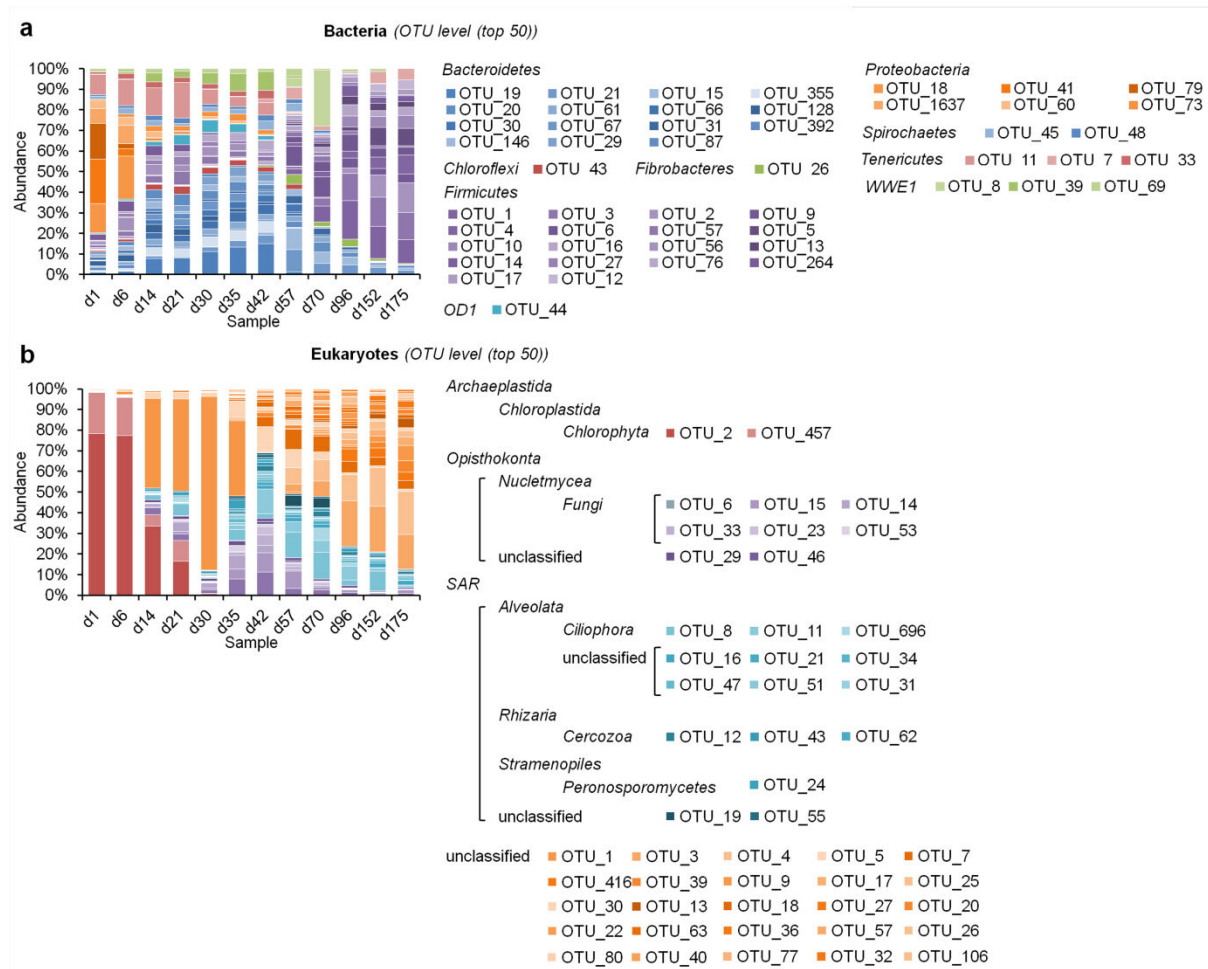 a
Bacteria (OTU level (top 50))
100%
90%
80%
70%
60%
50%
40%
30%
20%
10%
0%
Abundance
d1 d6 d14 d21 d30 d35 d42 d57 d70 d96 d152 d175
Sample
Bacteroidetes
OTU_19 OTU_21 OTU_15 OTU_355
OTU_20 OTU_61 OTU_66 OTU_128
OTU_30 OTU_67 OTU_31 OTU_392
OTU_146 OTU_29 OTU_87
Chloroflexi OTU 43 Fibrobacteres OTU 26
Firmicutes
OTU_1 OTU_3 OTU_2 OTU_9
OTU_4 OTU_6 OTU_57 OTU_5
OTU_10 OTU_16 OTU_56 OTU_13
OTU_14 OTU_27 OTU_76 OTU_264
OTU_17 OTU_12
OD1 OTU_44
Proteobacteria
OTU_18 OTU_41 OTU_79
OTU_1637 OTU_60 OTU_73
Spirochaetes OTU_45 OTU_48
Tenericutes OTU 11 OTU 7 OTU 33
WWE1 OTU_8 OTU_39 OTU_69
b
Eukaryotes (OTU level (top 50))
100%
90%
80%
70%
60%
50%
40%
30%
20%
10%
0%
Abundance
d1 d6 d14 d21 d30 d35 d42 d57 d70 d96 d152 d175
Sample
Archaeplastida
Chloroplastida
Chlorophyta OTU_2 OTU_457
Opisthokonta
Nucletmycea
Fungi OTU_6 OTU_15 OTU_14
OTU_33 OTU_23 OTU_53
unclassified OTU_29 OTU_46
SAR
Alveolata
Ciliophora OTU_8 OTU_11 OTU_696
unclassified OTU_16 OTU_21 OTU_34
OTU_47 OTU_51 OTU_31
Rhizaria
Cercozoa OTU_12 OTU_43 OTU_62
Stramenopiles
Peronosporomycetes OTU_24
unclassified OTU_19 OTU_55
unclassified OTU_1 OTU_3 OTU_4 OTU_5 OTU_7
OTU_416 OTU_39 OTU_9 OTU_17 OTU_25
OTU_30 OTU_13 OTU_18 OTU_27 OTU_20
OTU_22 OTU_63 OTU_36 OTU_57 OTU_26
OTU_80 OTU_40 OTU_77 OTU_32 OTU_106